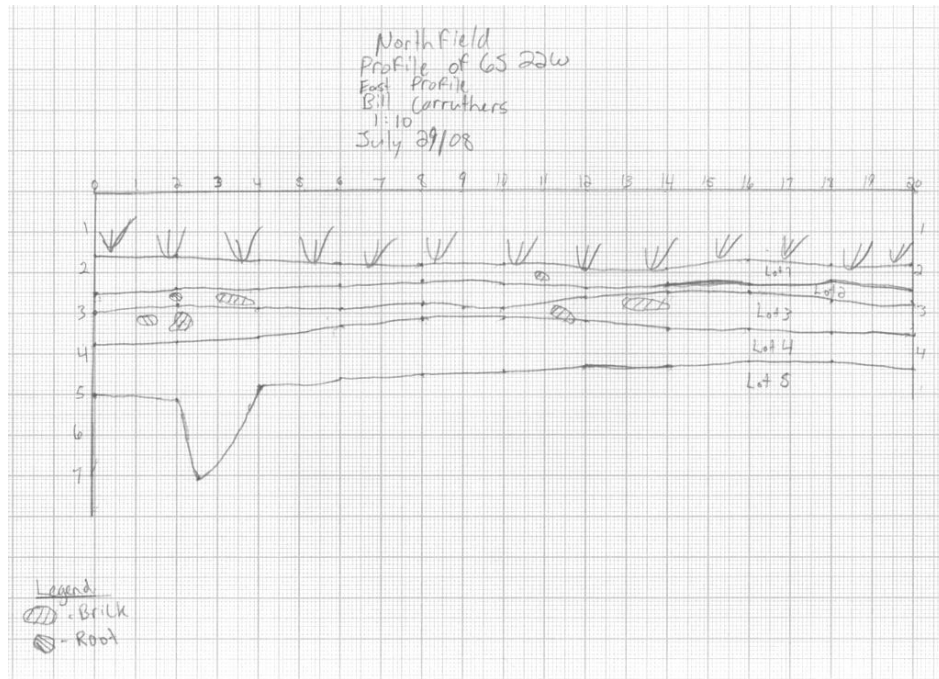 Northfield
Profile of 6S 22W
East Profile
Bill Carruthers
1:10
July 29/08
0 1 2 3 4 5 6 7 8 9 10 11 12 13 14 15 16 17 18 19 20
1 1
2 2
3 3
4 4
5
6
7
Lot 1
Lot 2
Lot 3
Lot 4
Lot 5
Legend
- Brick
- Root